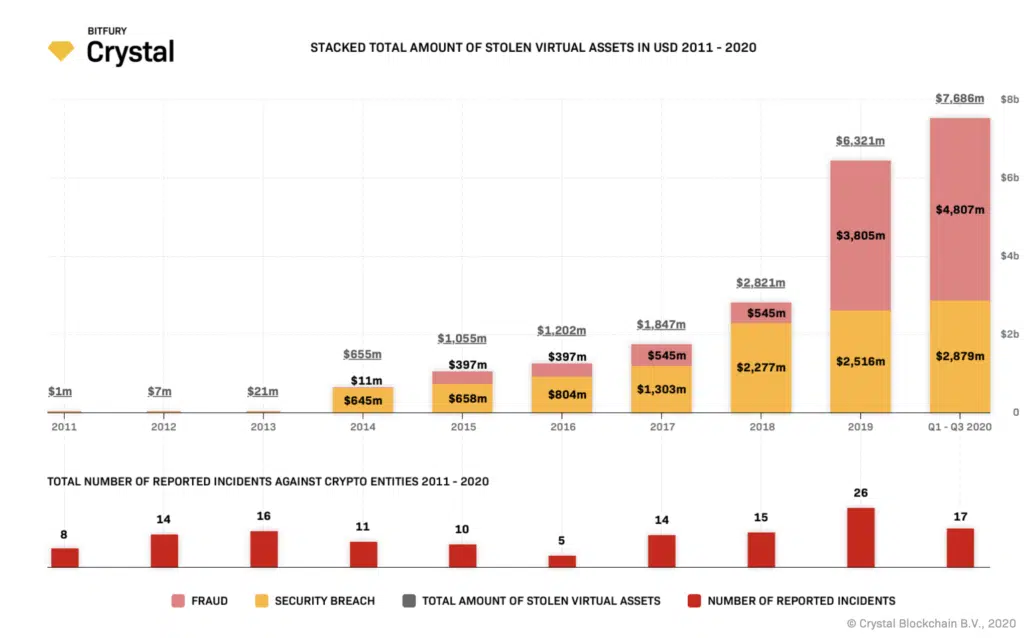 BITFURY
Crystal
STACKED TOTAL AMOUNT OF STOLEN VIRTUAL ASSETS IN USD 2011 - 2020
$7,686m
$8b
$6,321m
$6b
$4,807m
$3,805m
$4b
$2,821m
$545m
$2b
$1,847m
$545m
$1,202m
$397m
$1,055m
$397m
$655m
$11m
$1m
$7m
$21m
$645m
$658m
$804m
$1,303m
$2,277m
$2,516m
$2,879m
0
2011
2012
2013
2014
2015
2016
2017
2018
2019
Q1 - Q3 2020
TOTAL NUMBER OF REPORTED INCIDENTS AGAINST CRYPTO ENTITIES 2011 - 2020
8
14
16
11
10
5
14
15
26
17
FRAUD
SECURITY BREACH
TOTAL AMOUNT OF STOLEN VIRTUAL ASSETS
NUMBER OF REPORTED INCIDENTS
© Crystal Blockchain B.V., 2020